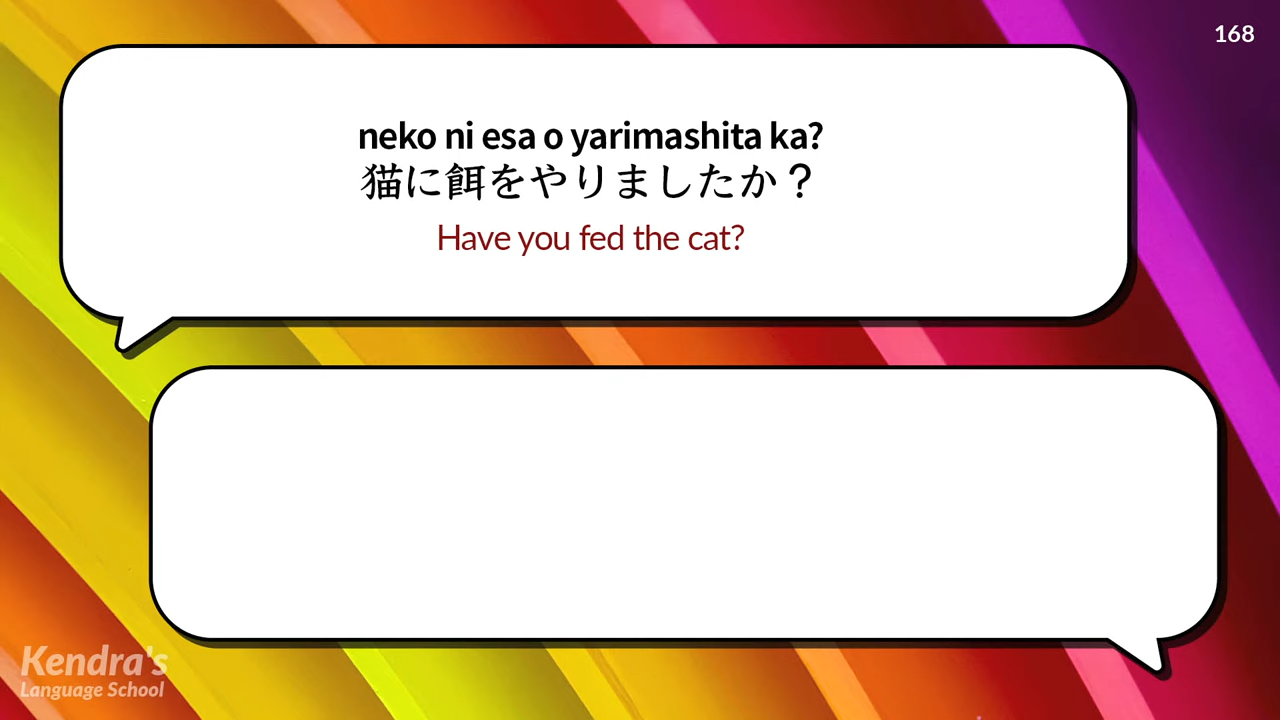 168
neko ni esa o yarimashita ka?
猫に餌をやりましたか？
Have you fed the cat?
Kendra's
Language School